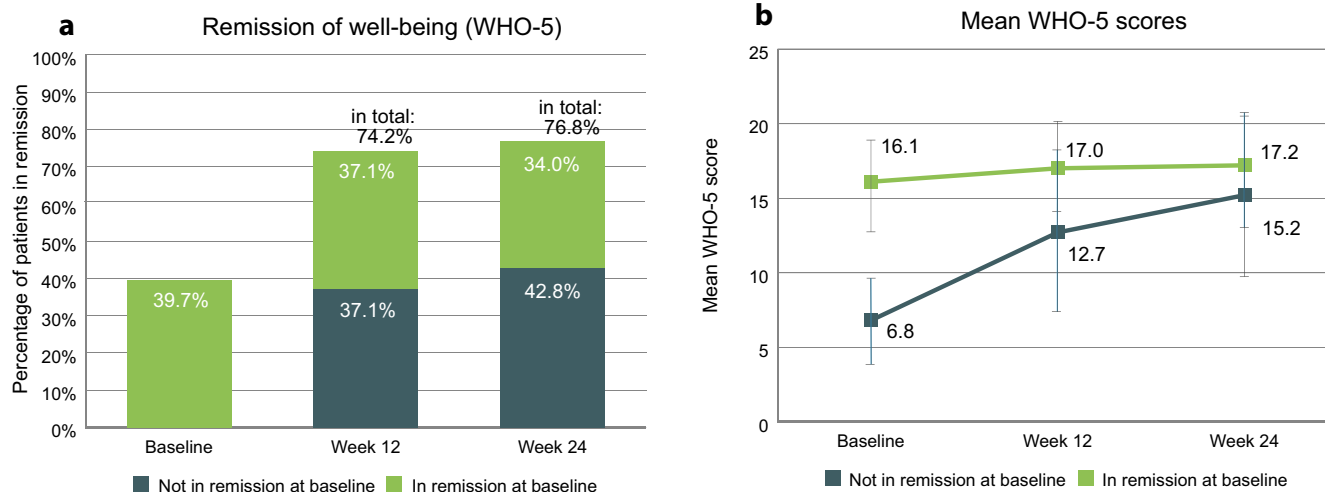 a
Remission of well-being (WHO-5)
Percentage of patients in remission
100%
90%
80%
70%
60%
50%
40%
30%
20%
10%
0%
in total:
74.2%
in total:
76.8%
37.1%
34.0%
39.7%
37.1%
42.8%
Baseline
Week 12
Week 24
Not in remission at baseline
In remission at baseline
b
Mean WHO-5 scores
Mean WHO-5 score
25
20
15
10
5
0
16.1
17.0
17.2
6.8
12.7
15.2
Baseline
Week 12
Week 24
Not in remission at baseline
In remission at baseline